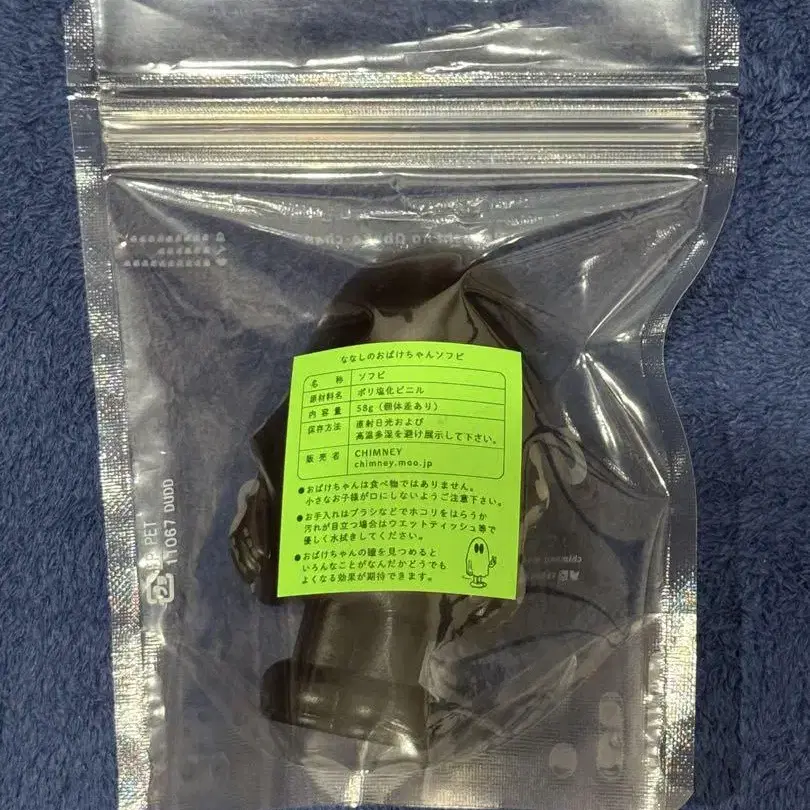 ななしのおばけちゃんソフビ
名 称 ソフビ
原材料名 ポリ塩化ビニル
内容量 58g（個体差あり）
保存方法 直射日光および
高温多湿を避け展示して下さい。
販売名 CHIMNEY
chimney.moo.jp
●おばけちゃんは食べ物ではありません。
小さなお子様が口にしないようご注意下さい。
●お手入れはブラシなどでホコリをはらうか
汚れが目立つ場合はウエットティッシュ等で
優しく水拭きしてください。
●おばけちゃんの瞳を見つめると
いろんなことがなんだかどうでも
よくなる効果が期待できます。
PET
11067 DUDD